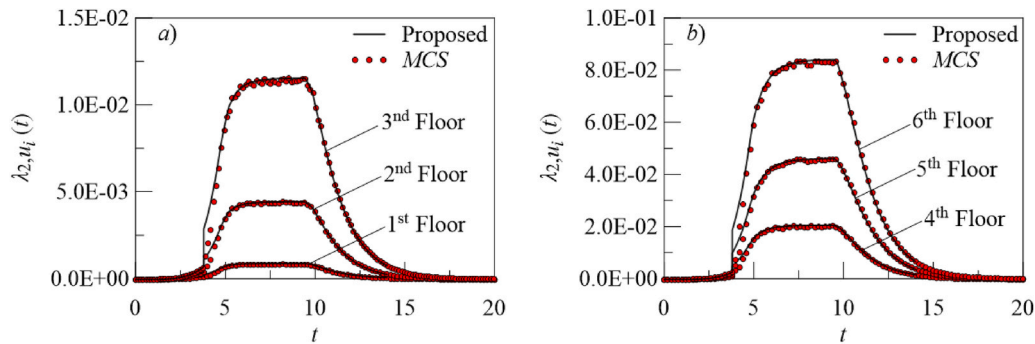 1.5E-02
1.0E-02
5.0E-03
0.0E+00
λ2,ui(t)
a)
Proposed
MCS
3nd Floor
2nd Floor
1st Floor
0 5 10 15 20
t
1.0E-01
8.0E-02
6.0E-02
4.0E-02
2.0E-02
0.0E+00
λ2,ui(t)
b)
Proposed
MCS
6th Floor
5th Floor
4th Floor
0 5 10 15 20
t